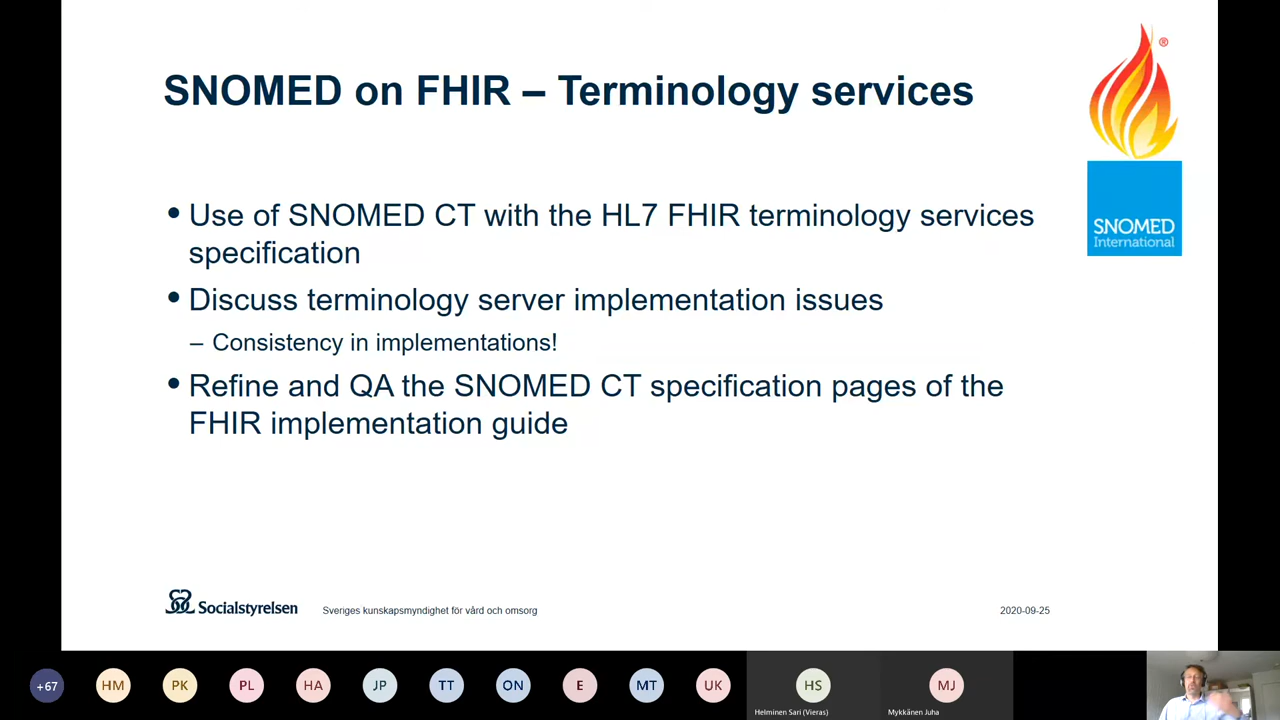 SNOMED on FHIR – Terminology services
®
SNOMED
International
• Use of SNOMED CT with the HL7 FHIR terminology services
specification
• Discuss terminology server implementation issues
– Consistency in implementations!
• Refine and QA the SNOMED CT specification pages of the
FHIR implementation guide
Socialstyrelsen
Sveriges kunskapsmyndighet för vård och omsorg
2020-09-25
+67
HM
PK
PL
HA
JP
TT
ON
E
MT
UK
HS
Helminen Sari (Vieras)
MJ
Mykkänen Juha